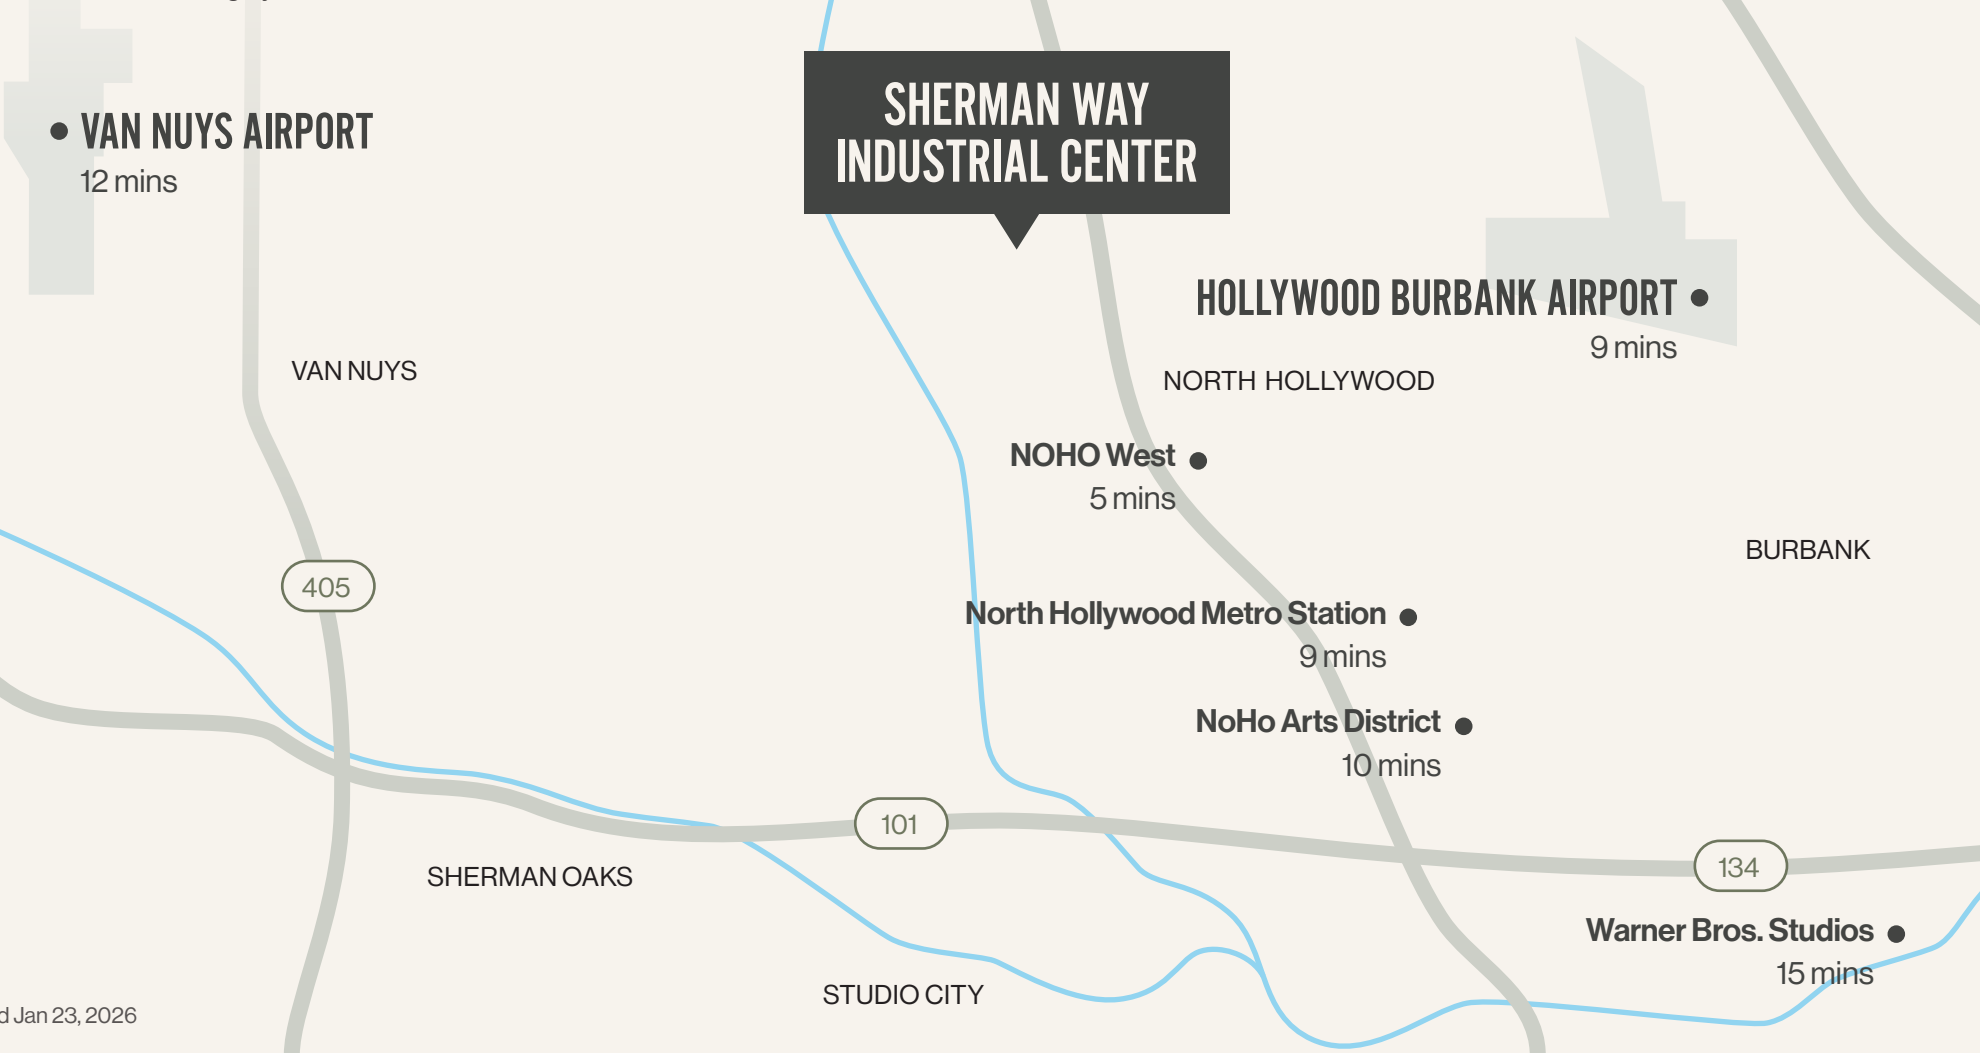 SHERMAN WAY
INDUSTRIAL CENTER
VAN NUYS AIRPORT
12 mins
HOLLYWOOD BURBANK AIRPORT
9 mins
VAN NUYS
NORTH HOLLYWOOD
NOHO West
5 mins
BURBANK
405
North Hollywood Metro Station
9 mins
NoHo Arts District
10 mins
101
134
SHERMAN OAKS
Warner Bros. Studios
15 mins
STUDIO CITY
d Jan 23, 2026